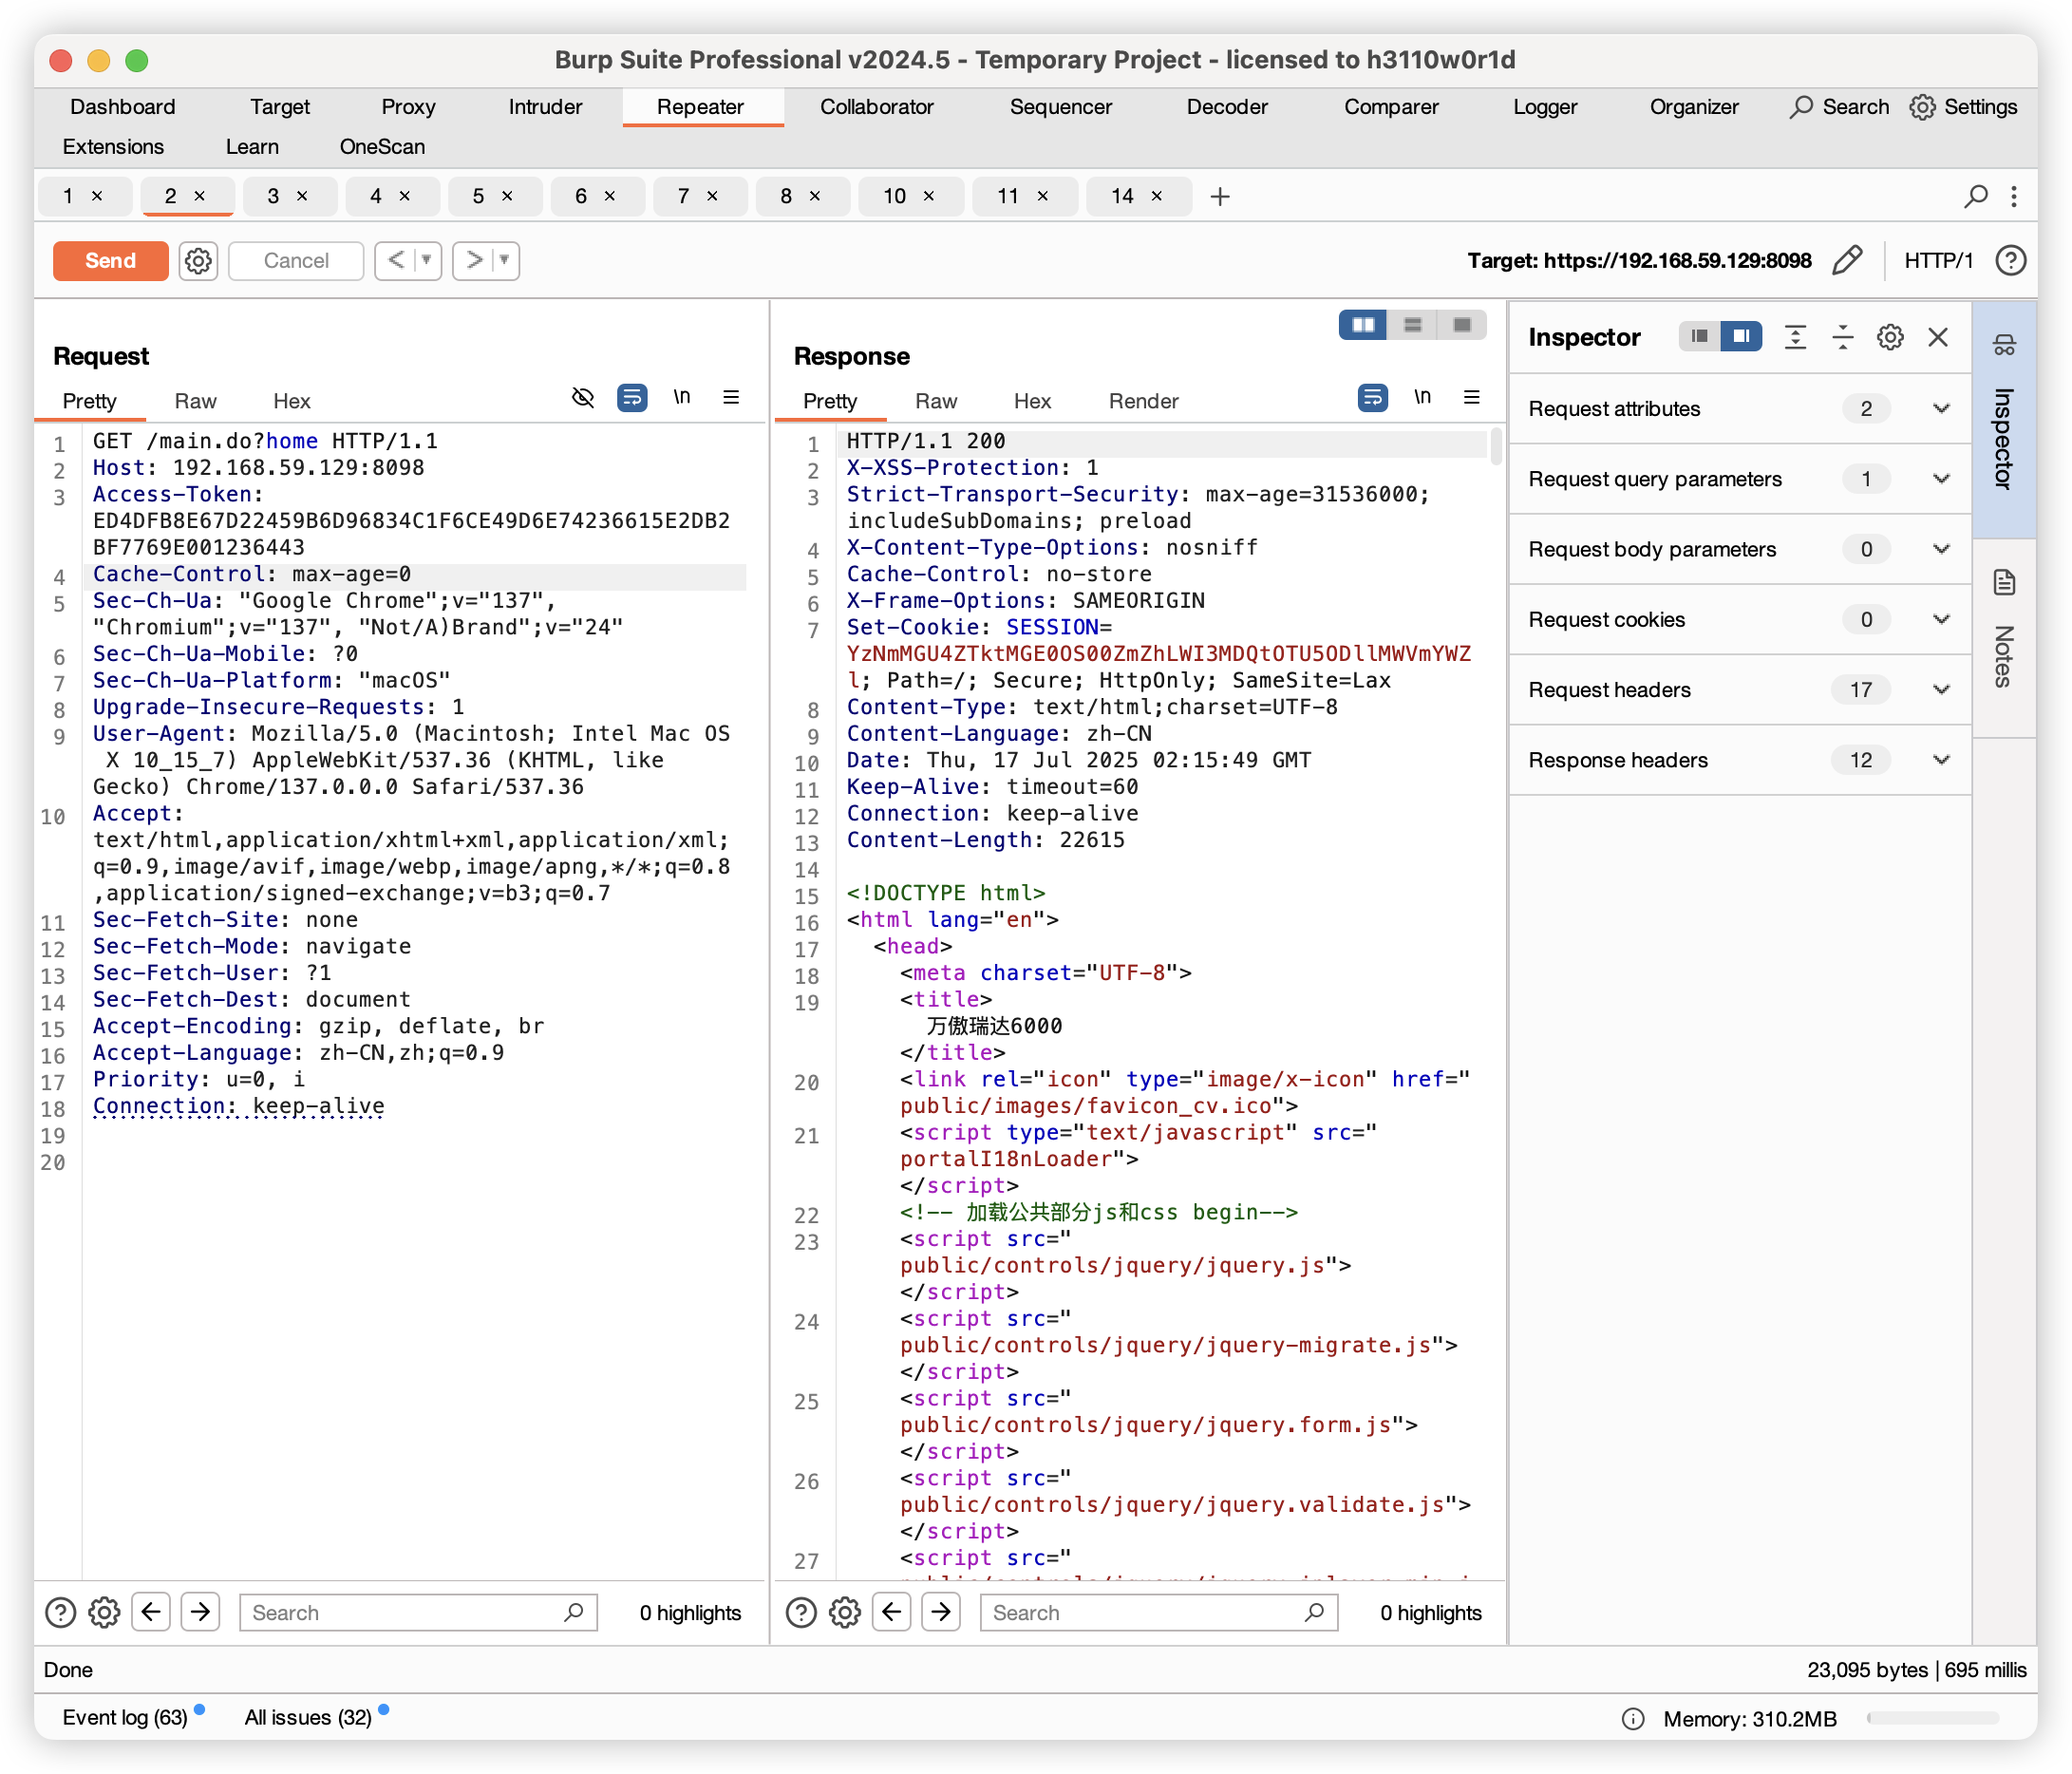 Burp Suite Professional v2024.5 - Temporary Project - licensed to h3110w0r1d
Dashboard Target Proxy Intruder Repeater Collaborator Sequencer Decoder Comparer Logger Organizer Search Settings
Extensions Learn OneScan
1 × 2 × 3 × 4 × 5 × 6 × 7 × 8 × 10 × 11 × 14 × +
Send Cancel < > Target: https://192.168.59.129:8098 HTTP/1 ?
Request
Pretty Raw Hex \n
1 GET /main.do?home HTTP/1.1
2 Host: 192.168.59.129:8098
3 Access-Token:
ED4DFB8E67D22459B6D96834C1F6CE49D6E74236615E2DB2
BF7769E001236443
4 Cache-Control: max-age=0
5 Sec-Ch-Ua: "Google Chrome";v="137",
"Chromium";v="137", "Not/A)Brand";v="24"
6 Sec-Ch-Ua-Mobile: ?0
7 Sec-Ch-Ua-Platform: "macOS"
8 Upgrade-Insecure-Requests: 1
9 User-Agent: Mozilla/5.0 (Macintosh; Intel Mac OS
X 10_15_7) AppleWebKit/537.36 (KHTML, like
Gecko) Chrome/137.0.0.0 Safari/537.36
10 Accept:
text/html,application/xhtml+xml,application/xml;
q=0.9,image/avif,image/webp,image/apng,*/*;q=0.8
,application/signed-exchange;v=b3;q=0.7
11 Sec-Fetch-Site: none
12 Sec-Fetch-Mode: navigate
13 Sec-Fetch-User: ?1
14 Sec-Fetch-Dest: document
15 Accept-Encoding: gzip, deflate, br
16 Accept-Language: zh-CN,zh;q=0.9
17 Priority: u=0, i
18 Connection: keep-alive
19
20
? Search 0 highlights
Response
Pretty Raw Hex Render \n
1 HTTP/1.1 200
2 X-XSS-Protection: 1
3 Strict-Transport-Security: max-age=31536000;
includeSubDomains; preload
4 X-Content-Type-Options: nosniff
5 Cache-Control: no-store
6 X-Frame-Options: SAMEORIGIN
7 Set-Cookie: SESSION=
YzNmMGU4ZTktMGE0OS00ZmZhLWI3MDQtOTU5ODllMWVmYWZ
l; Path=/; Secure; HttpOnly; SameSite=Lax
8 Content-Type: text/html;charset=UTF-8
9 Content-Language: zh-CN
10 Date: Thu, 17 Jul 2025 02:15:49 GMT
11 Keep-Alive: timeout=60
12 Connection: keep-alive
13 Content-Length: 22615
14
15 <!DOCTYPE html>
16 <html lang="en">
17 <head>
18 <meta charset="UTF-8">
19 <title>
万傲瑞达6000
</title>
20 <link rel="icon" type="image/x-icon" href="
public/images/favicon_cv.ico">
21 <script type="text/javascript" src="
portalI18nLoader">
</script>
22 <!-- 加载公共部分js和css begin-->
23 <script src="
public/controls/jquery/jquery.js">
</script>
24 <script src="
public/controls/jquery/jquery-migrate.js">
</script>
25 <script src="
public/controls/jquery/jquery.form.js">
</script>
26 <script src="
public/controls/jquery/jquery.validate.js">
</script>
27 <script src="
? Search 0 highlights
Inspector
Request attributes 2
Request query parameters 1
Request body parameters 0
Request cookies 0
Request headers 17
Response headers 12
Inspector
Notes
Done 23,095 bytes | 695 millis
Event log (63) All issues (32) Memory: 310.2MB